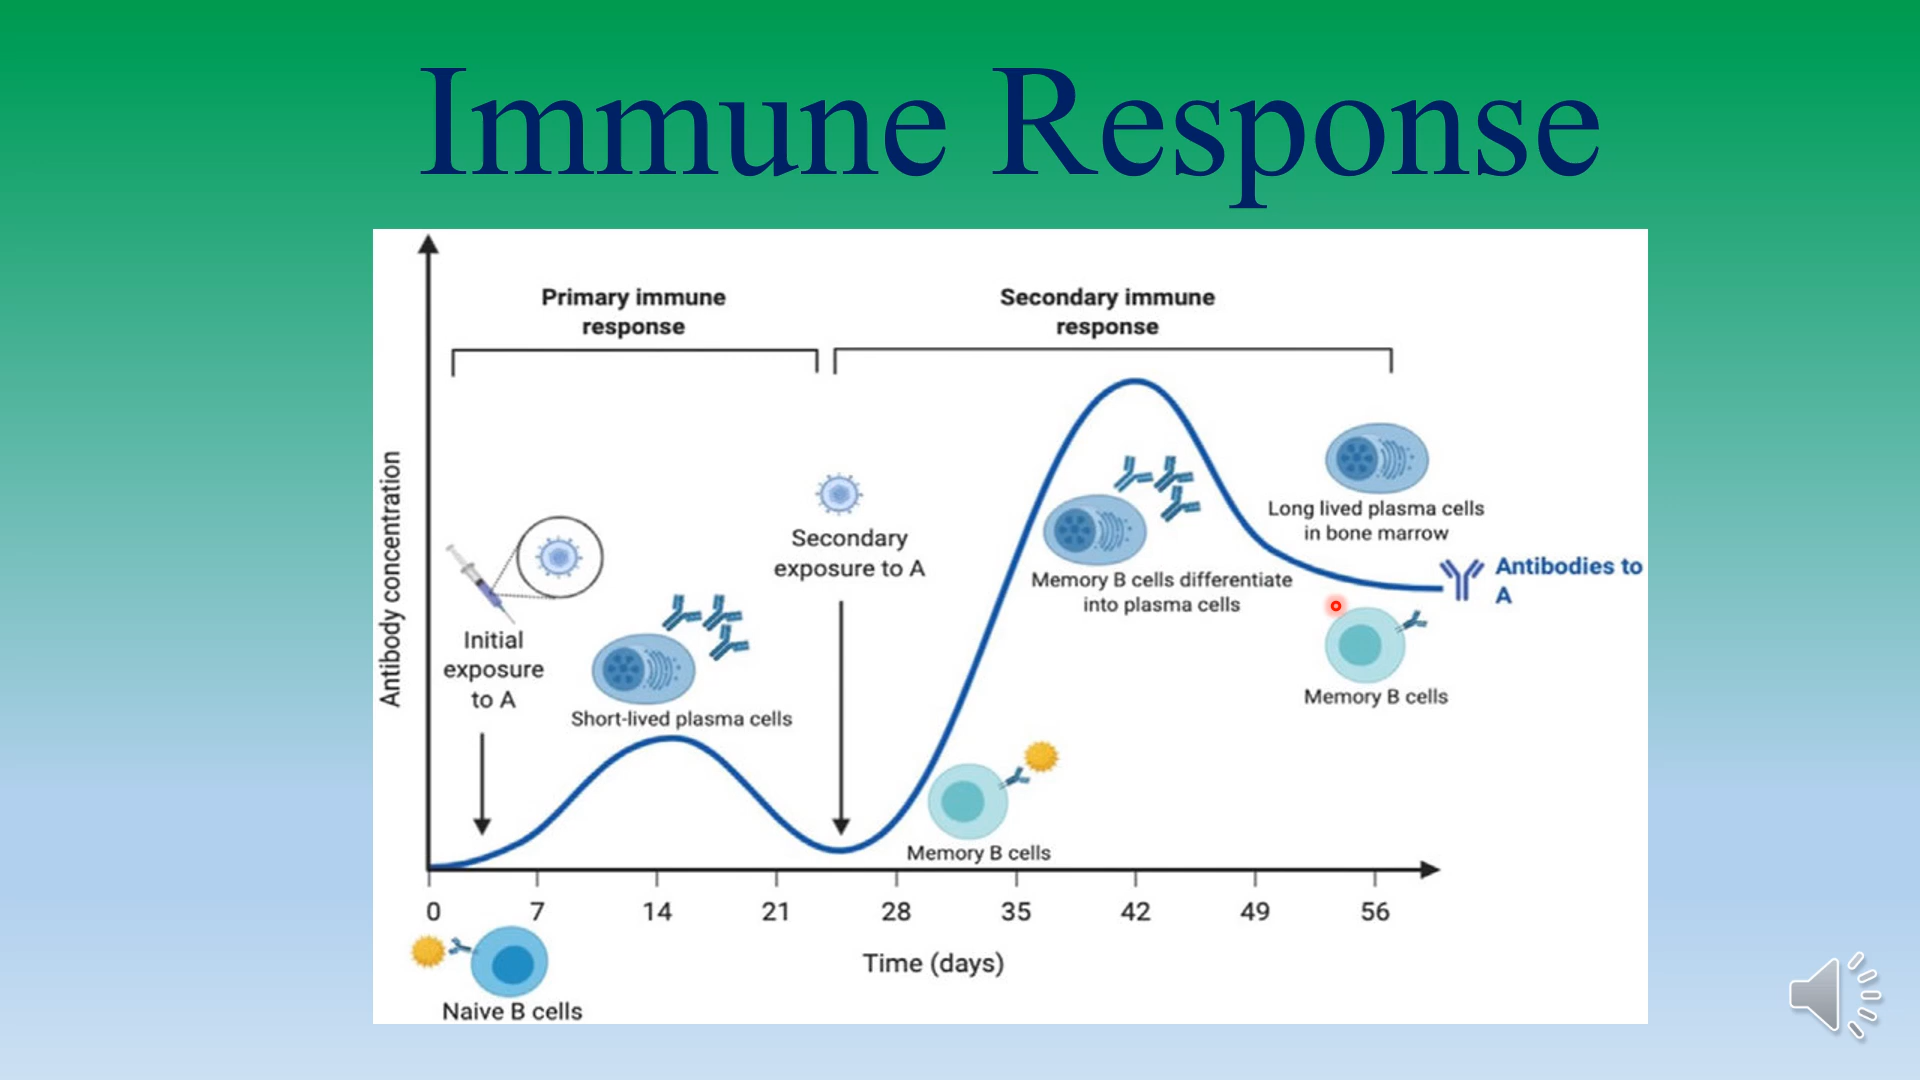 Immune Response
Primary immune
response
Secondary immune
response
Antibody concentration
Initial
exposure
to A
Short-lived plasma cells
Secondary
exposure to A
Memory B cells differentiate
into plasma cells
Long lived plasma cells
in bone marrow
Antibodies to
A
Memory B cells
Memory B cells
0 7 14 21 28 35 42 49 56
Time (days)
Naive B cells